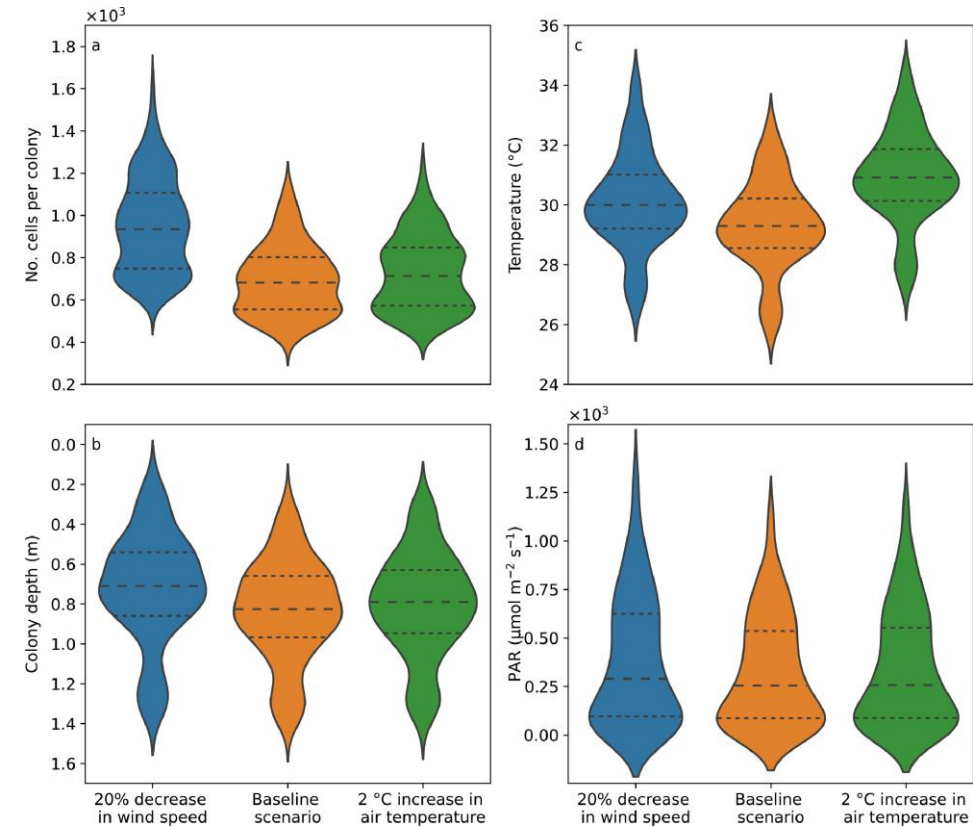 ×10³
a
1.8
1.6
1.4
1.2
1.0
0.8
0.6
0.4
0.2
No. cells per colony
c
36
34
32
30
28
26
24
Temperature (°C)
b
0.0
0.2
0.4
0.6
0.8
1.0
1.2
1.4
1.6
Colony depth (m)
20% decrease
in wind speed
Baseline
scenario
2 °C increase in
air temperature
×10³
d
1.50
1.25
1.00
0.75
0.50
0.25
0.00
PAR (μmol m⁻² s⁻¹)
20% decrease
in wind speed
Baseline
scenario
2 °C increase in
air temperature